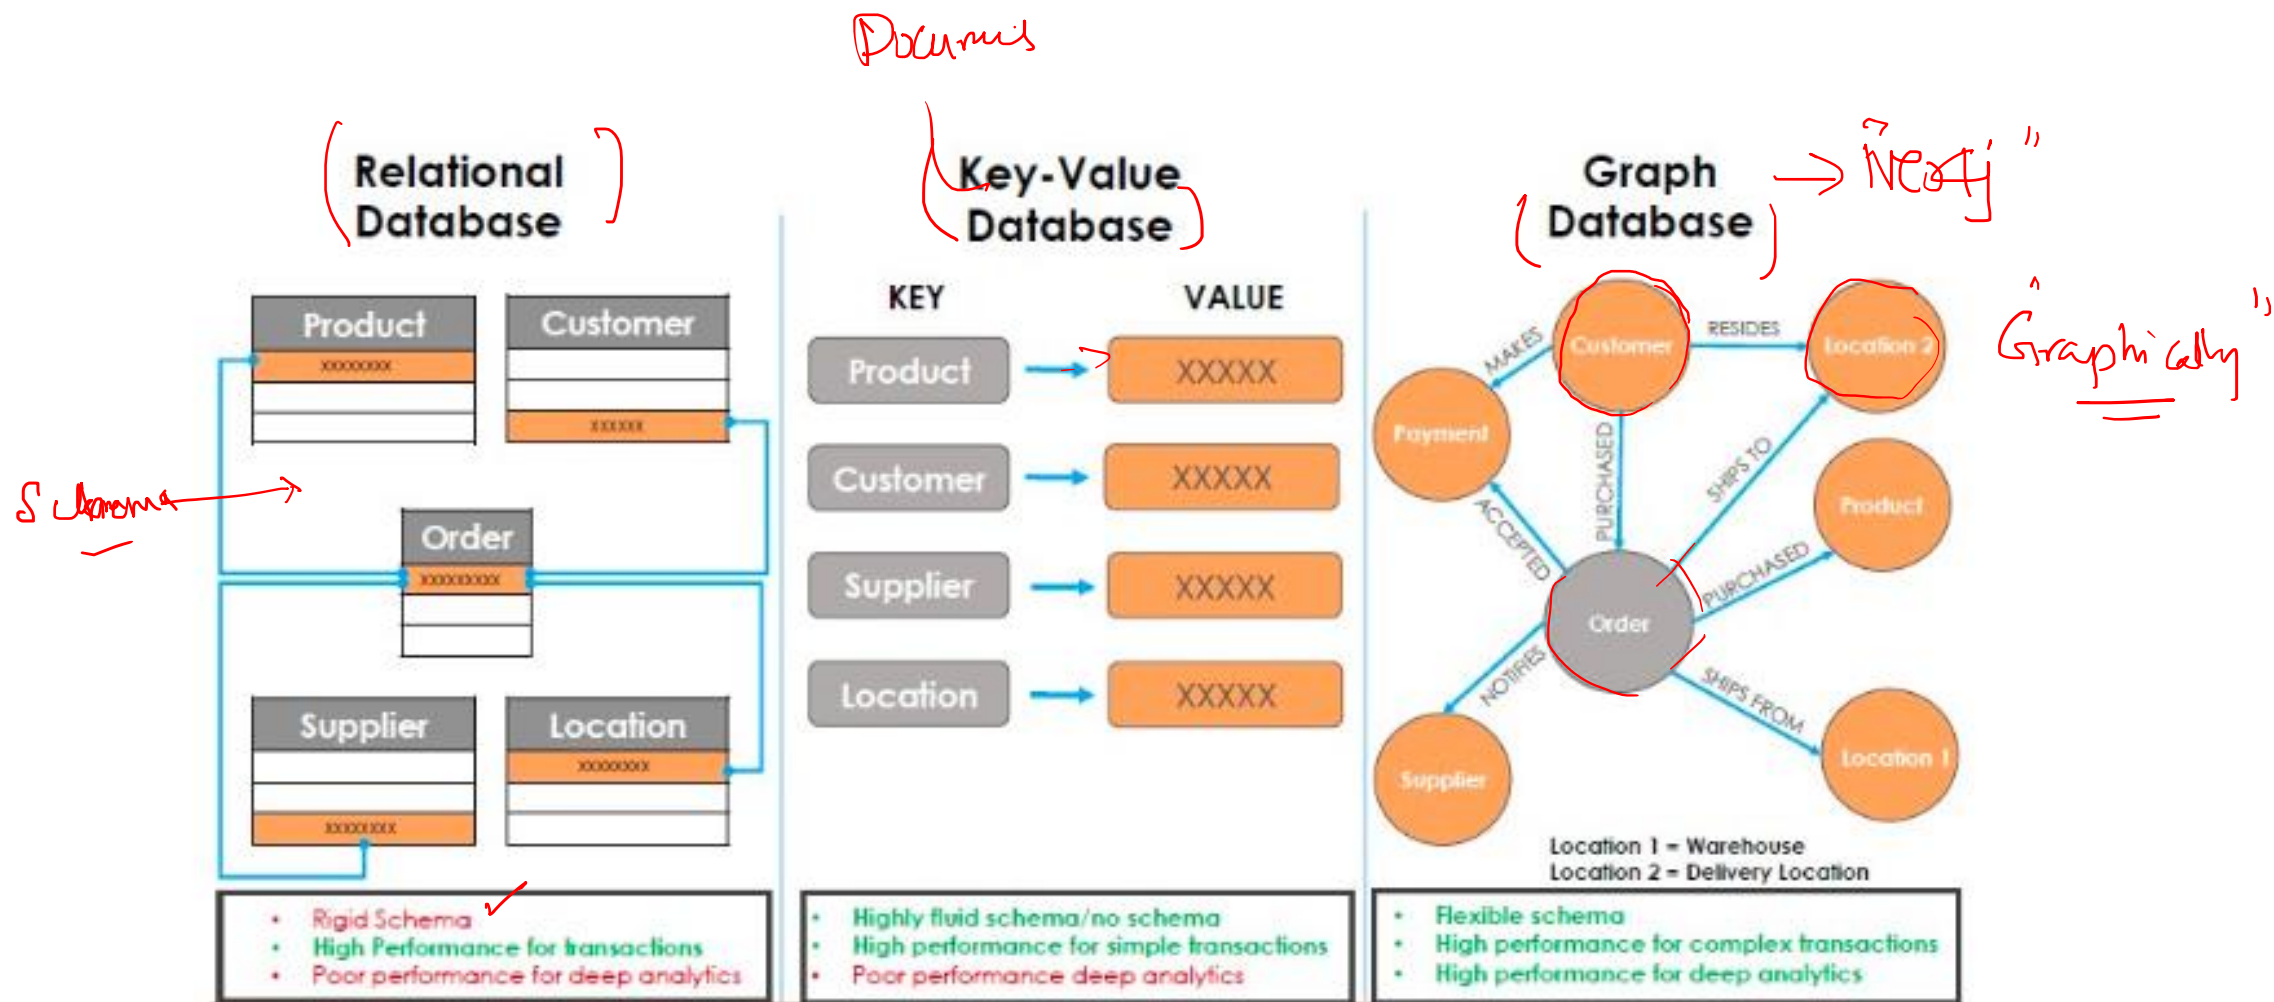 Relational
Database
Product
XXXXXXXX
Customer
XXXXXX
Order
XXXXXXXXX
Supplier
XXXXXXXX
Location
XXXXXXXX
• Rigid Schema
• High Performance for transactions
• Poor performance for deep analytics
Key-Value
Database
KEY VALUE
Product XXXXX
Customer XXXXX
Supplier XXXXX
Location XXXXX
• Highly fluid schema/no schema
• High performance for simple transactions
• Poor performance deep analytics
Graph
Database
"Neo4j"
"Graphically"
Customer
RESIDES
Location 2
MAKES
Payment
PURCHASED
SHIPS TO
Product
ACCEPTED
PURCHASED
Order
NOTIFIES
SHIPS FROM
Supplier
Location 1
Location 1 = Warehouse
Location 2 = Delivery Location
• Flexible schema
• High performance for complex transactions
• High performance for deep analytics